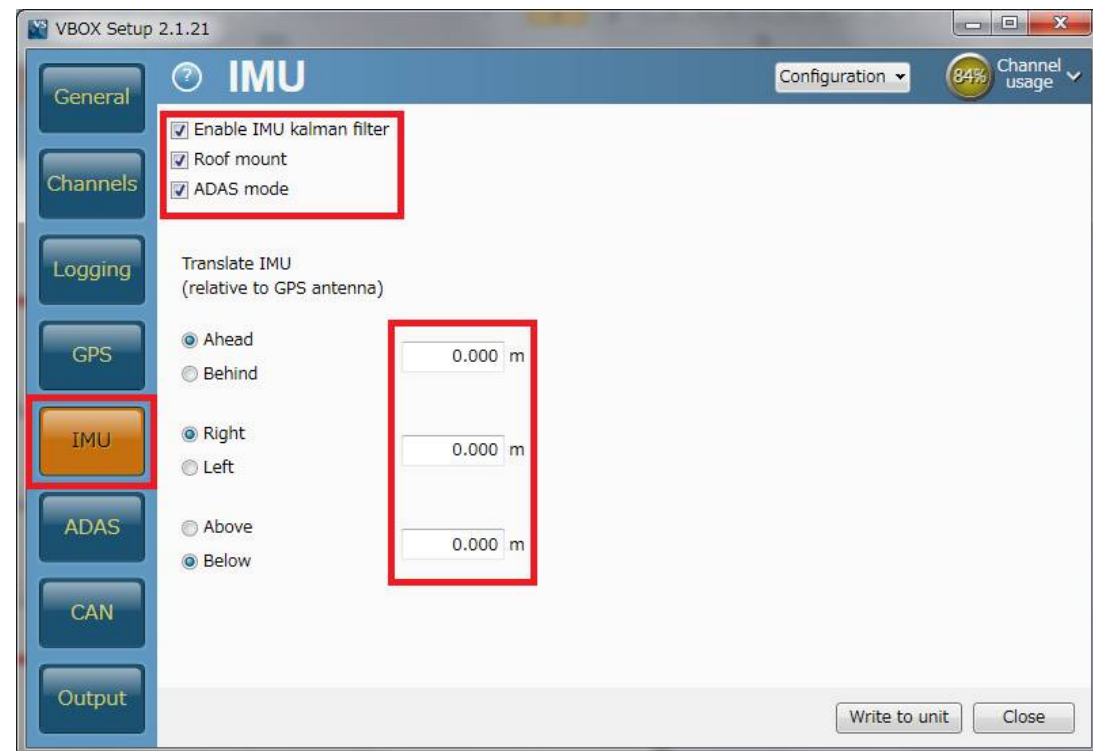 VBOX Setup 2.1.21
? IMU
Configuration
84%
Channel
usage
General
Channels
Logging
GPS
IMU
ADAS
CAN
Output
Enable IMU kalman filter
Roof mount
ADAS mode
Translate IMU
(relative to GPS antenna)
Ahead
0.000 m
Behind
Right
0.000 m
Left
Above
0.000 m
Below
Write to unit
Close